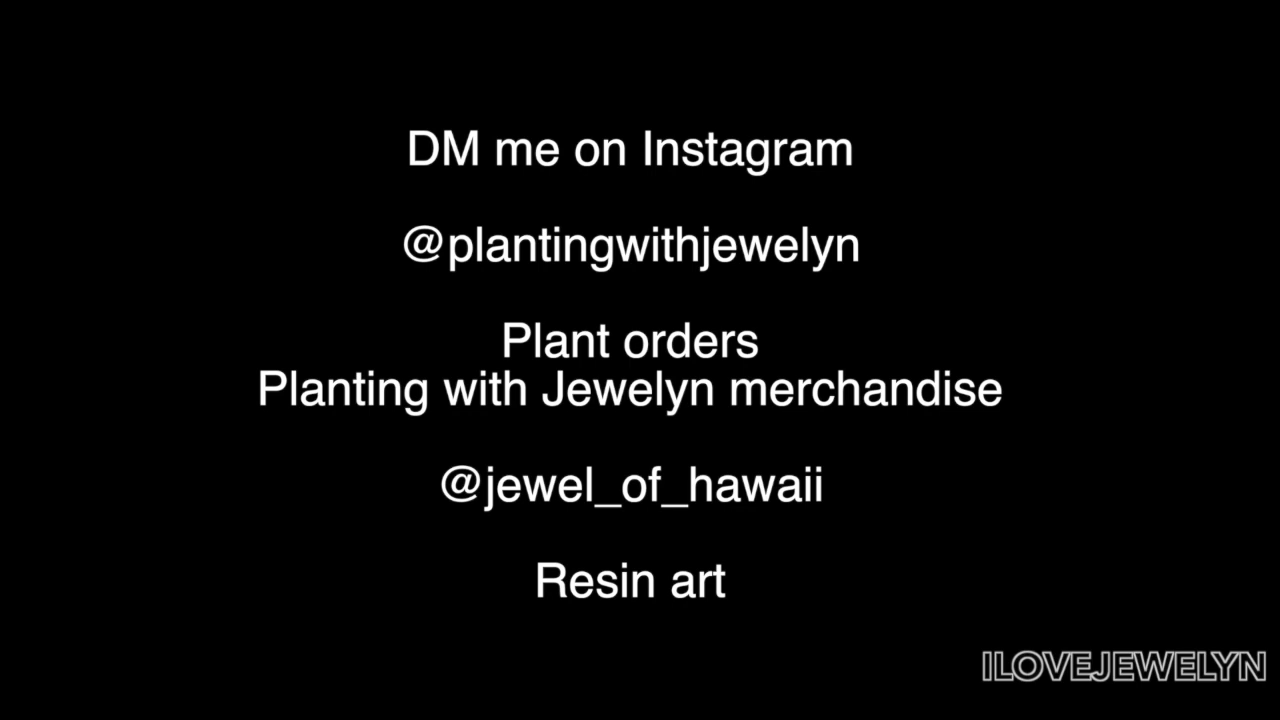 DM me on Instagram
@plantingwithjewelyn
Plant orders
Planting with Jewelyn merchandise
@jewel_of_hawaii
Resin art
ILOVEJEWELYN